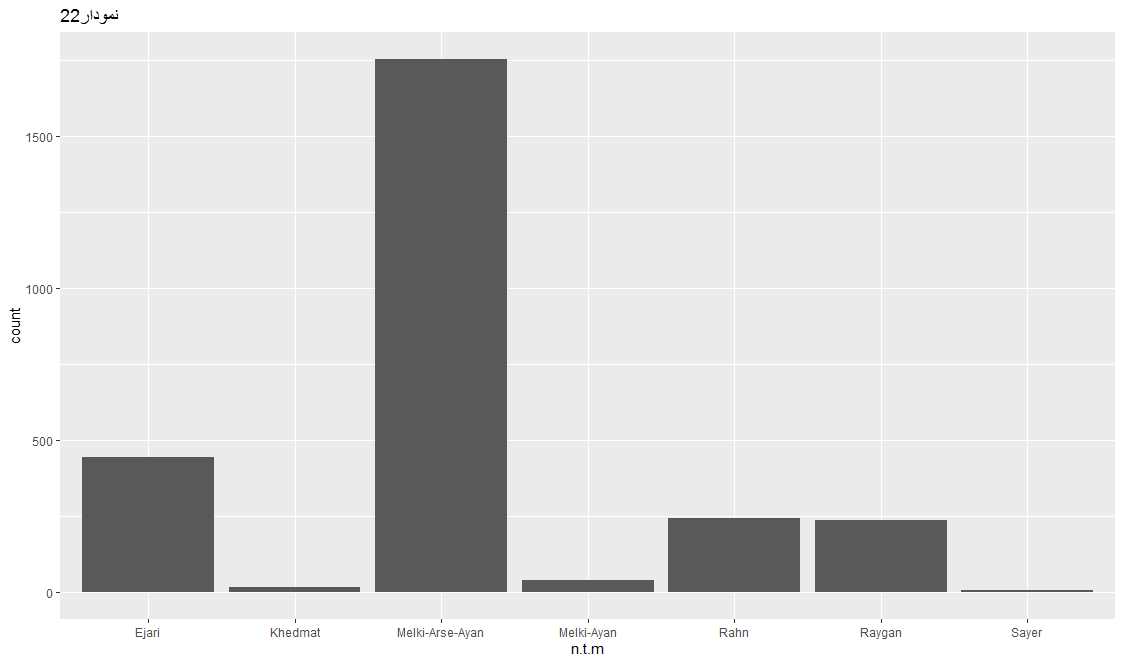 نمودار22
1500
1000
500
0
count
Ejari Khedmat Melki-Arse-Ayan Melki-Ayan Rahn Raygan Sayer
n.t.m